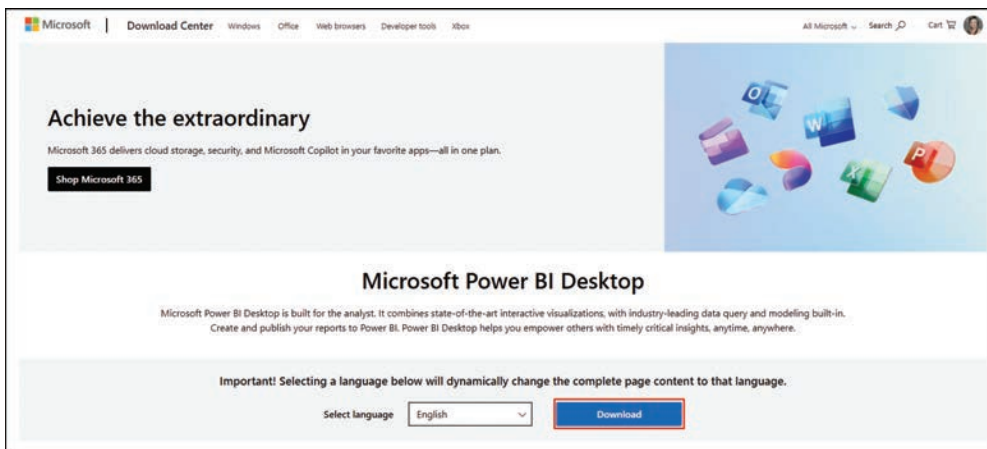 Microsoft | Download Center Windows Office Web browsers Developer tools Xbox All Microsoft Search Cart
Achieve the extraordinary
Microsoft 365 delivers cloud storage, security, and Microsoft Copilot in your favorite apps—all in one plan.
Shop Microsoft 365
O
W
X
P
Microsoft Power BI Desktop
Microsoft Power BI Desktop is built for the analyst. It combines state-of-the-art interactive visualizations, with industry-leading data query and modeling built-in.
Create and publish your reports to Power BI. Power BI Desktop helps you empower others with timely critical insights, anytime, anywhere.
Important! Selecting a language below will dynamically change the complete page content to that language.
Select language English Download